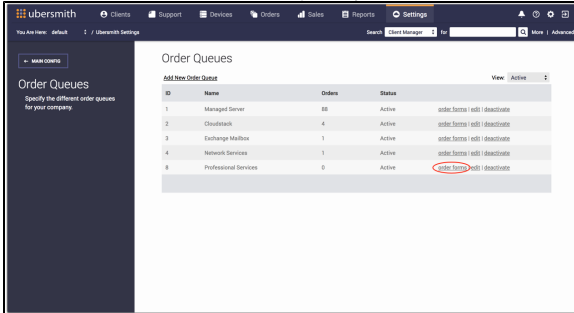 ubersmith Clients Support Devices Orders Sales Reports Settings
You Are Here: default / Ubersmith Settings Search Client Manager for More | Advanced
← MAIN CONFIG
Order Queues
Specify the different order queues
for your company.
Order Queues
Add New Order Queue View: Active
ID Name Orders Status
1 Managed Server 88 Active order forms | edit | deactivate
2 Cloudstack 4 Active order forms | edit | deactivate
3 Exchange Mailbox 1 Active order forms | edit | deactivate
4 Network Services 1 Active order forms | edit | deactivate
8 Professional Services 0 Active order forms | edit | deactivate